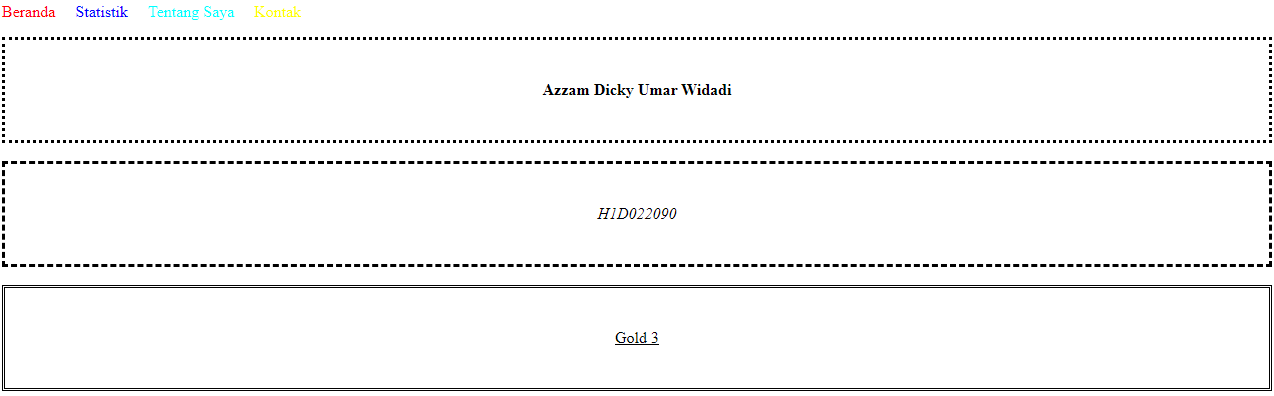 Beranda Statistik Tentang Saya Kontak
Azzam Dicky Umar Widadi
H1D022090
Gold 3